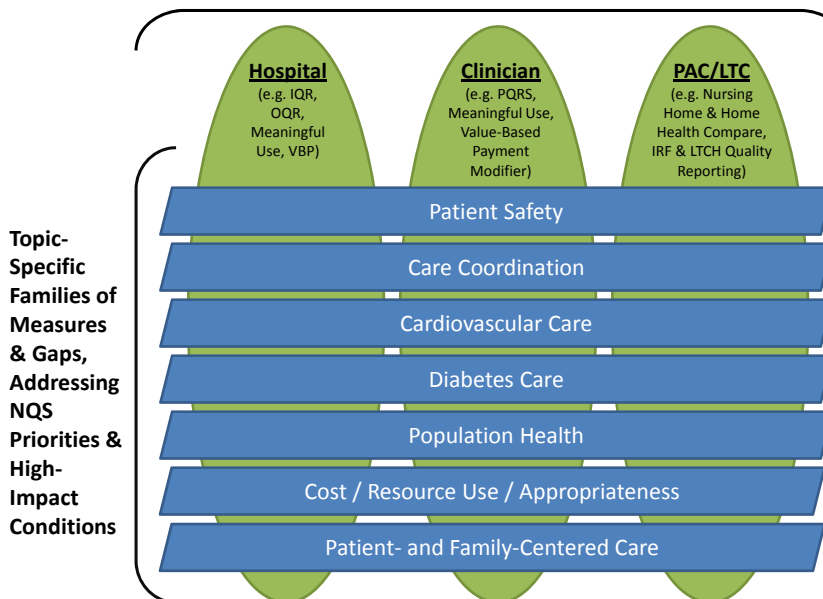 Hospital
(e.g. IQR,
OQR,
Meaningful
Use, VBP)
Clinician
(e.g. PQRS,
Meaningful Use,
Value-Based
Payment
Modifier)
PAC/LTC
(e.g. Nursing
Home & Home
Health Compare,
IRF & LTCH Quality
Reporting)
Topic-
Specific
Families of
Measures
& Gaps,
Addressing
NQS
Priorities &
High-
Impact
Conditions
Patient Safety
Care Coordination
Cardiovascular Care
Diabetes Care
Population Health
Cost / Resource Use / Appropriateness
Patient- and Family-Centered Care